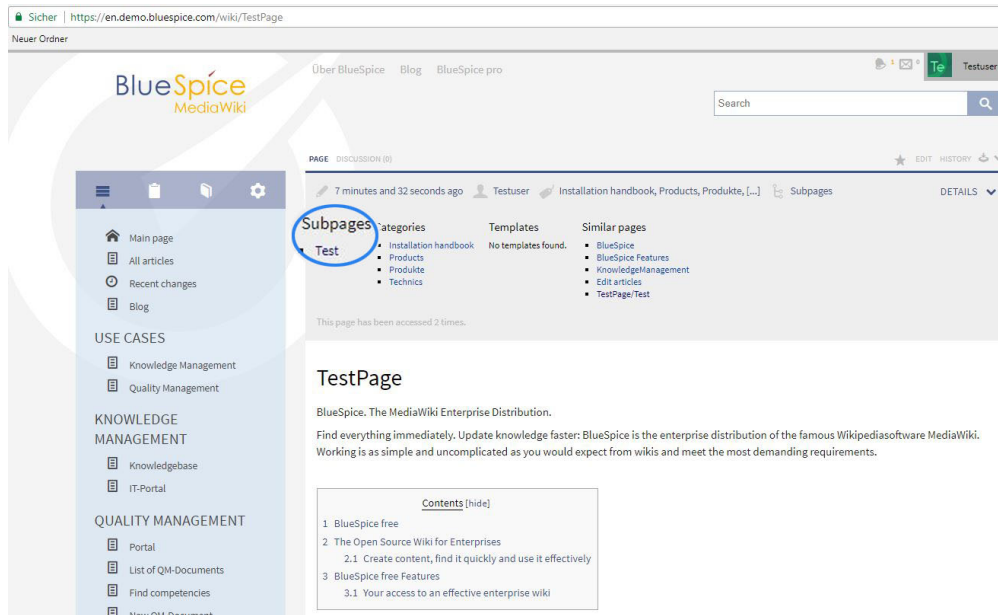 Sicher | https://en.demo.bluespice.com/wiki/TestPage
Neuer Ordner
BlueSpice
MediaWiki
Über BlueSpice Blog BlueSpice pro
1 0 Te Testuser
Search
PAGE DISCUSSION (0)
EDIT HISTORY
7 minutes and 32 seconds ago Testuser Installation handbook, Products, Produkte, [...] Subpages DETAILS
Subpages
Test
ategories
Installation handbook
Products
Produkte
Technics
Templates
No templates found.
Similar pages
BlueSpice
BlueSpice Features
KnowledgeManagement
Edit articles
TestPage/Test
This page has been accessed 2 times.
Main page
All articles
Recent changes
Blog
USE CASES
Knowledge Management
Quality Management
KNOWLEDGE
MANAGEMENT
Knowledgebase
IT-Portal
QUALITY MANAGEMENT
Portal
List of QM-Documents
Find competencies
New QM-Document
TestPage
BlueSpice. The MediaWiki Enterprise Distribution.
Find everything immediately. Update knowledge faster: BlueSpice is the enterprise distribution of the famous Wikipediasoftware MediaWiki.
Working is as simple and uncomplicated as you would expect from wikis and meet the most demanding requirements.
Contents [hide]
1 BlueSpice free
2 The Open Source Wiki for Enterprises
2.1 Create content, find it quickly and use it effectively
3 BlueSpice free Features
3.1 Your access to an effective enterprise wiki